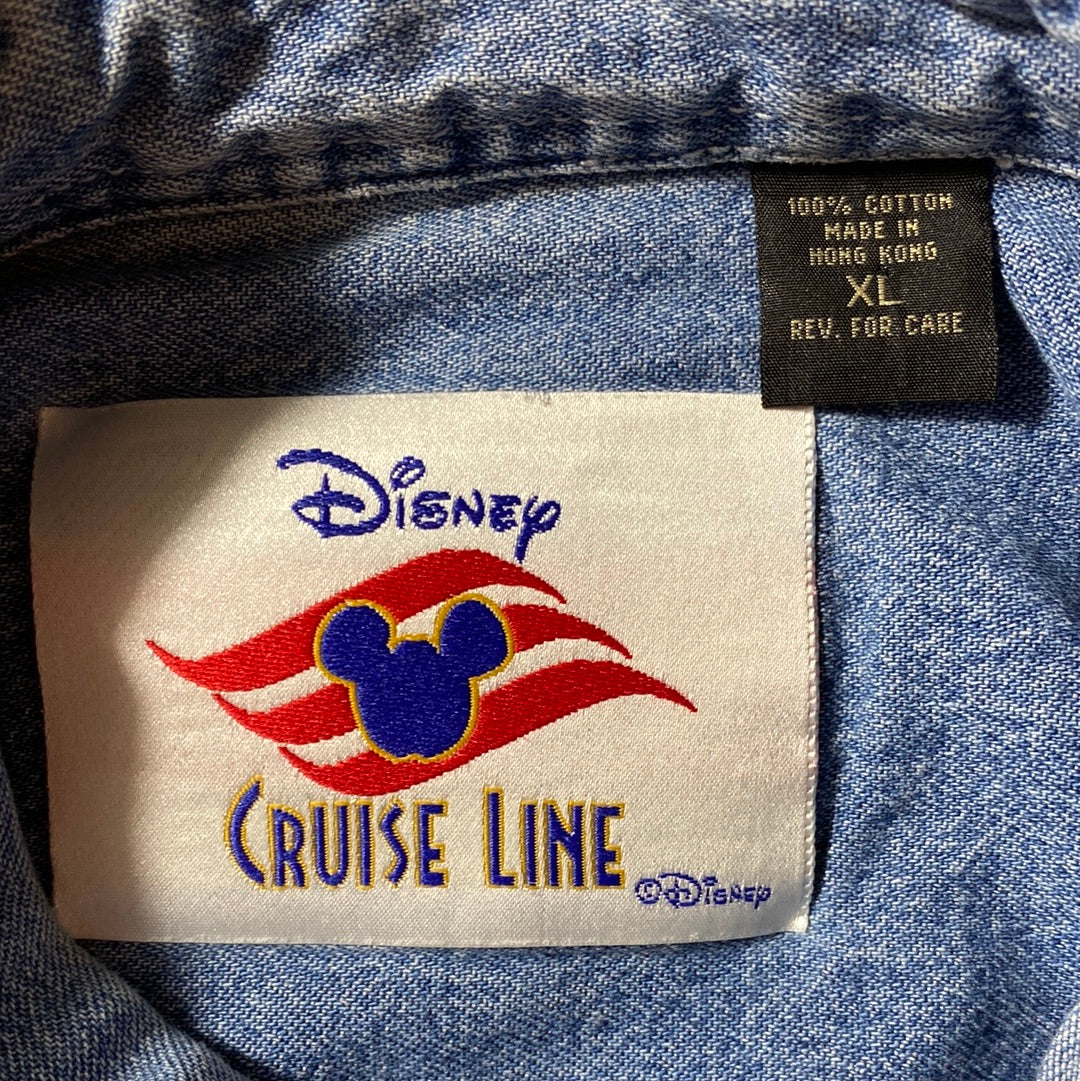 100% COTTON
MADE IN
HONG KONG
XL
REV. FOR CARE
Disney
CRUISE LINE
©Disney